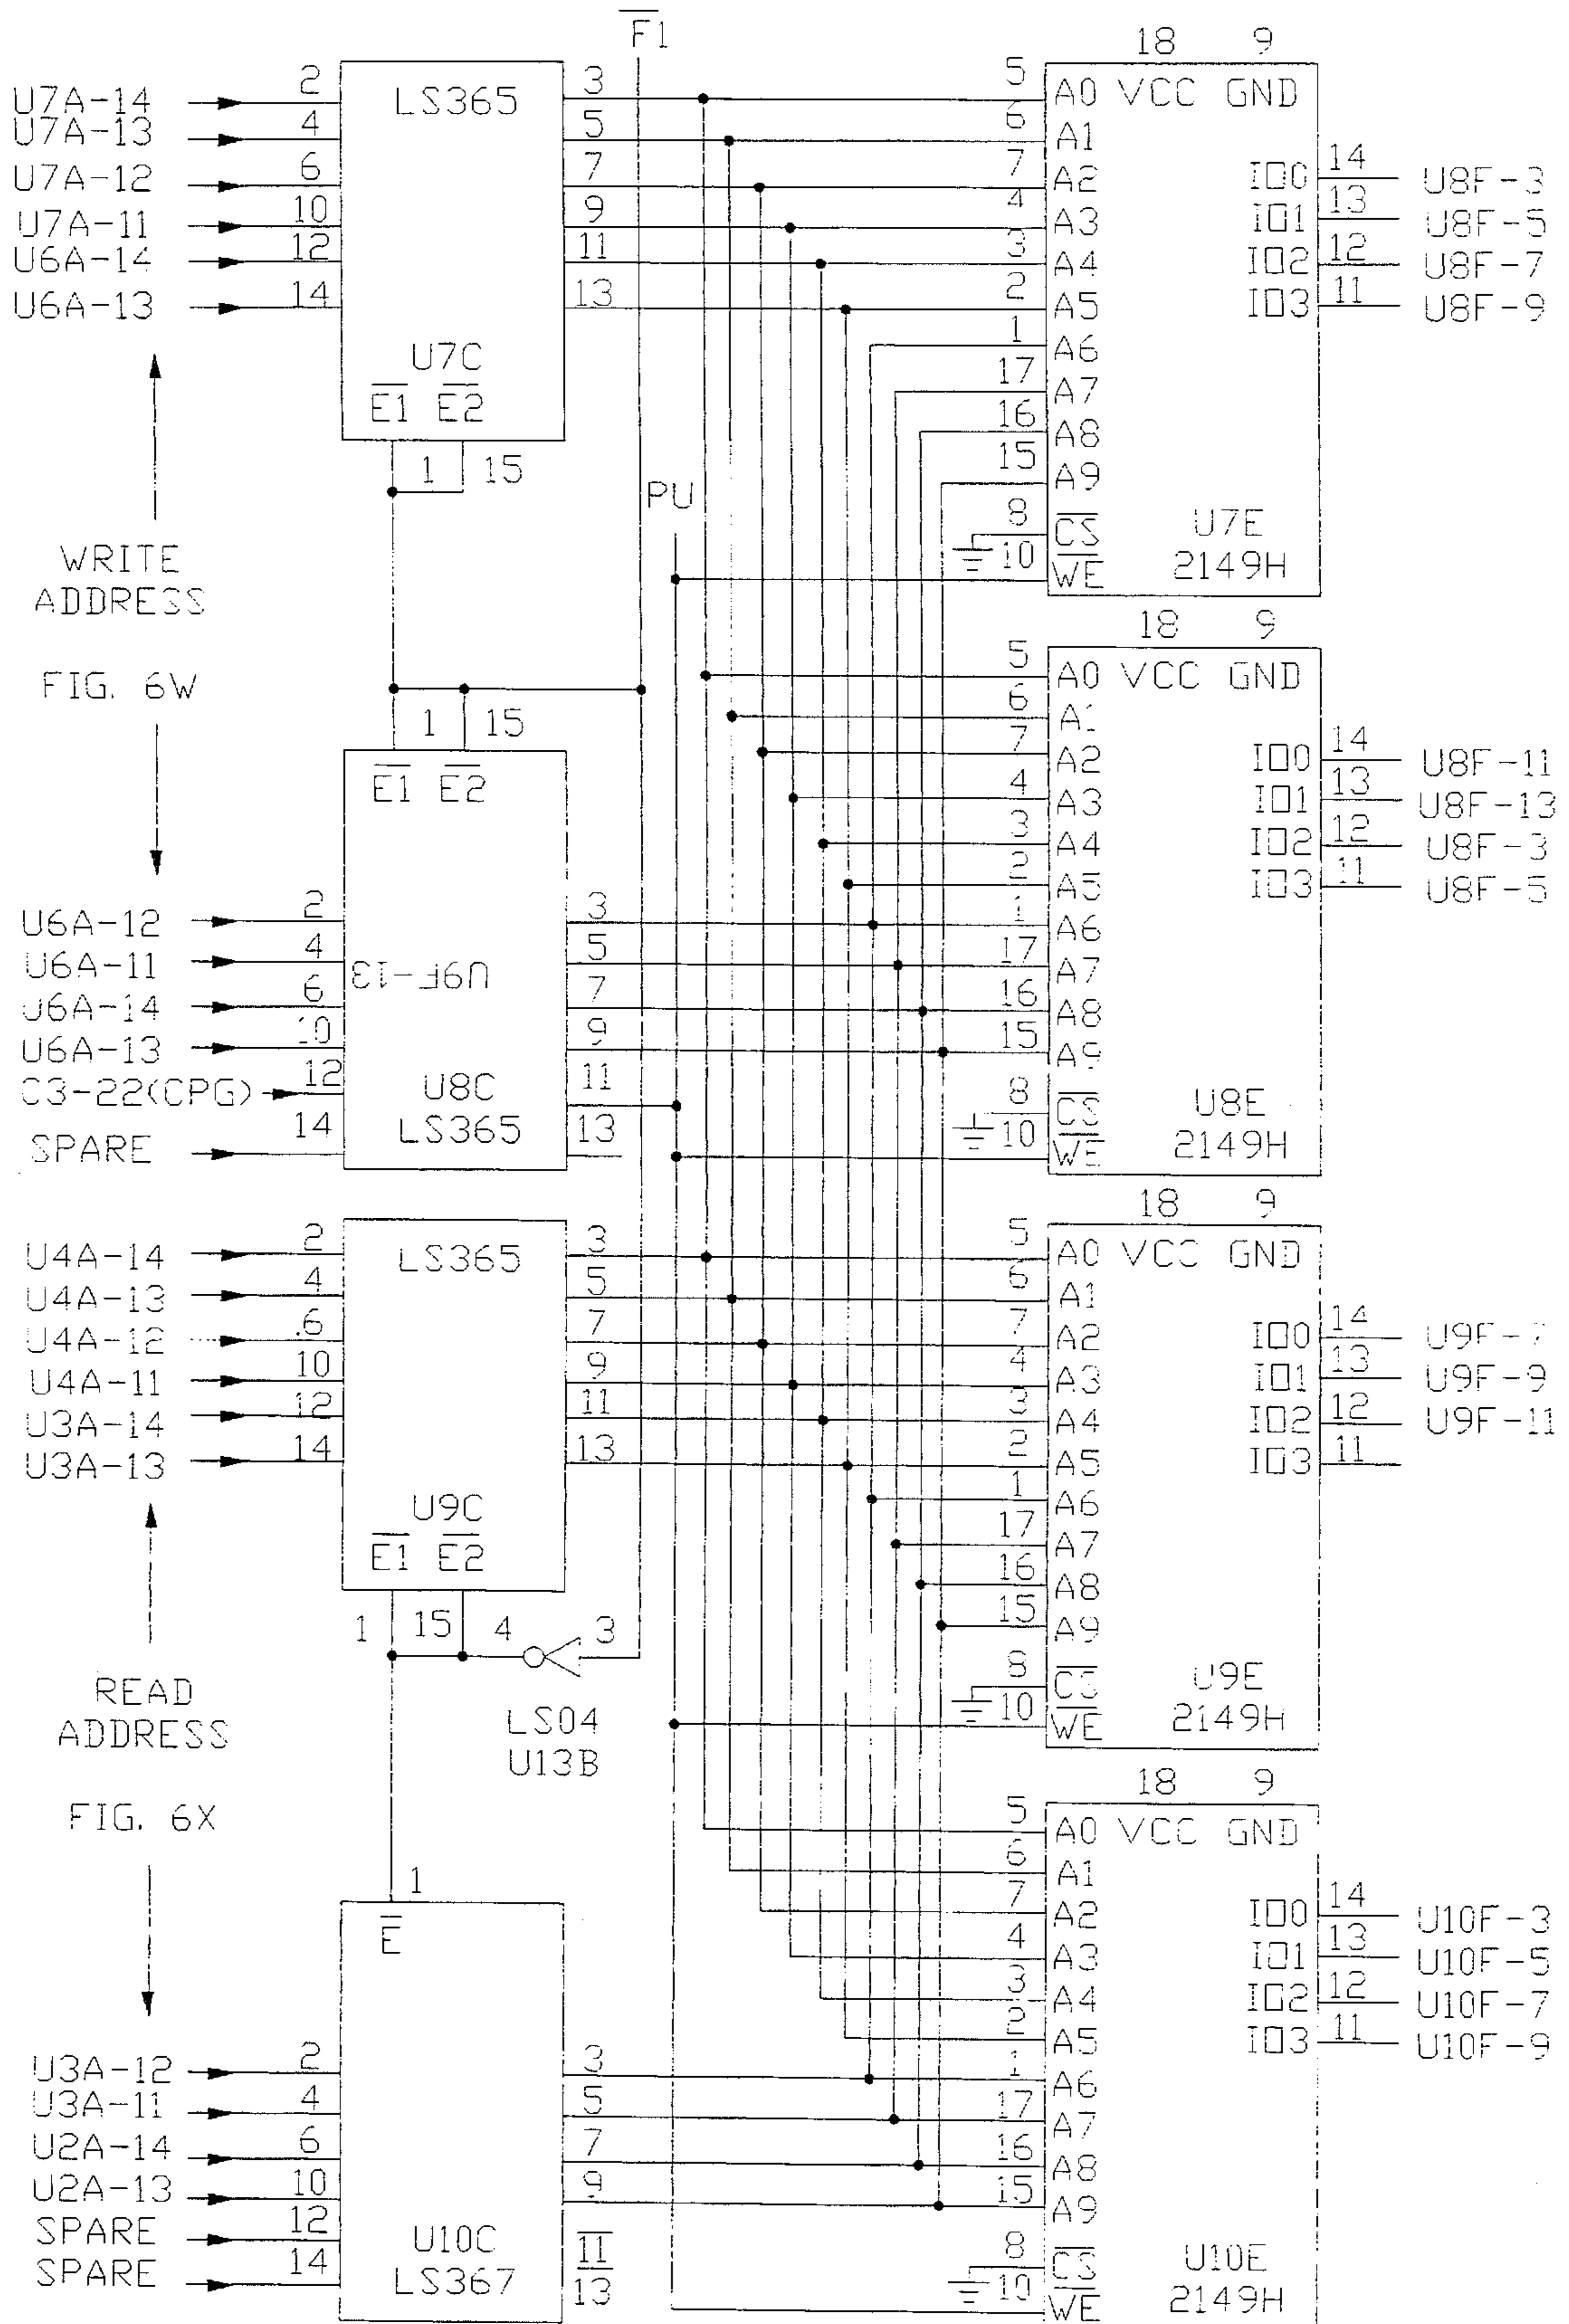 F1
U7A-14 2 LS365 3
U7A-13 4 5
U7A-12 6 7
U7A-11 10 9
U6A-14 12 11
U6A-13 14 13
U7C
E1 E2
1 15
WRITE
ADDRESS
FIG. 6W
PU
18 9
5 A0 VCC GND
6 A1
7 A2
4 A3
3 A4
2 A5
1 A6
17 A7
16 A8
15 A9
8 CS
10 WE
U7E
2149H
IO0 14 U8F-3
IO1 13 U8F-5
IO2 12 U8F-7
IO3 11 U8F-9
1 15
E1 E2
U6A-12 2 3
U6A-11 4 5
U9F-13
U6A-14 6 7
U6A-13 10 9
C3-22(CPG) 12 11
SPARE 14 13
U8C
LS365
18 9
5 A0 VCC GND
6 A1
7 A2
4 A3
3 A4
2 A5
1 A6
17 A7
16 A8
15 A9
8 CS
10 WE
U8E
2149H
IO0 14 U8F-11
IO1 13 U8F-13
IO2 12 U8F-3
IO3 11 U8F-5
U4A-14 2 LS365 3
U4A-13 4 5
U4A-12 6 7
U4A-11 10 9
U3A-14 12 11
U3A-13 14 13
U9C
E1 E2
1 15 4 3
LS04
U13B
READ
ADDRESS
FIG. 6X
18 9
5 A0 VCC GND
6 A1
7 A2
4 A3
3 A4
2 A5
1 A6
17 A7
16 A8
15 A9
8 CS
10 WE
U9E
2149H
IO0 14 U9F-7
IO1 13 U9F-9
IO2 12 U9F-11
IO3 11
1
E
U3A-12 2 3
U3A-11 4 5
U2A-14 6 7
U2A-13 10 9
SPARE 12 11
SPARE 14 13
U10C
LS367
18 9
5 A0 VCC GND
6 A1
7 A2
4 A3
3 A4
2 A5
1 A6
17 A7
16 A8
15 A9
8 CS
10 WE
U10E
2149H
IO0 14 U10F-3
IO1 13 U10F-5
IO2 12 U10F-7
IO3 11 U10F-9